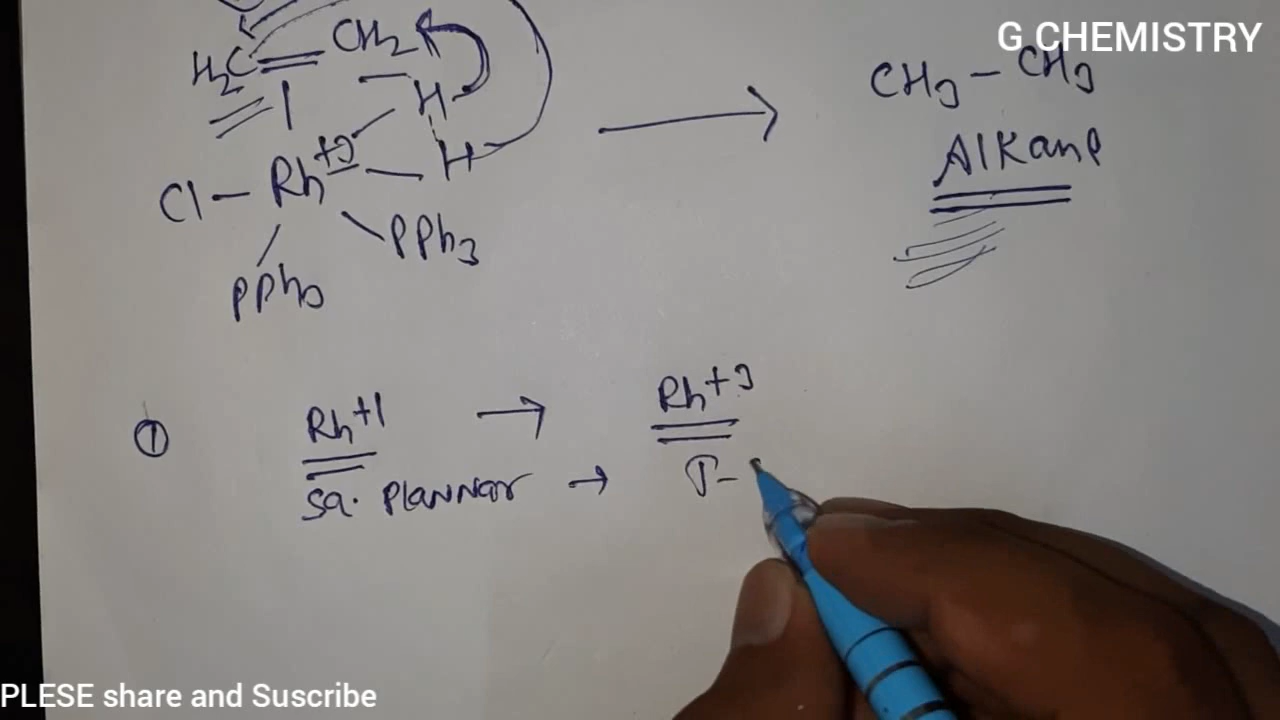 G CHEMISTRY
H2C = CH2
CH3 - CH3
H
Alkane
Cl - Rh+3 - H
PPh3
PPh3
① Rh+1 → Rh+3
sq. Plannar →
PLESE share and Suscribe